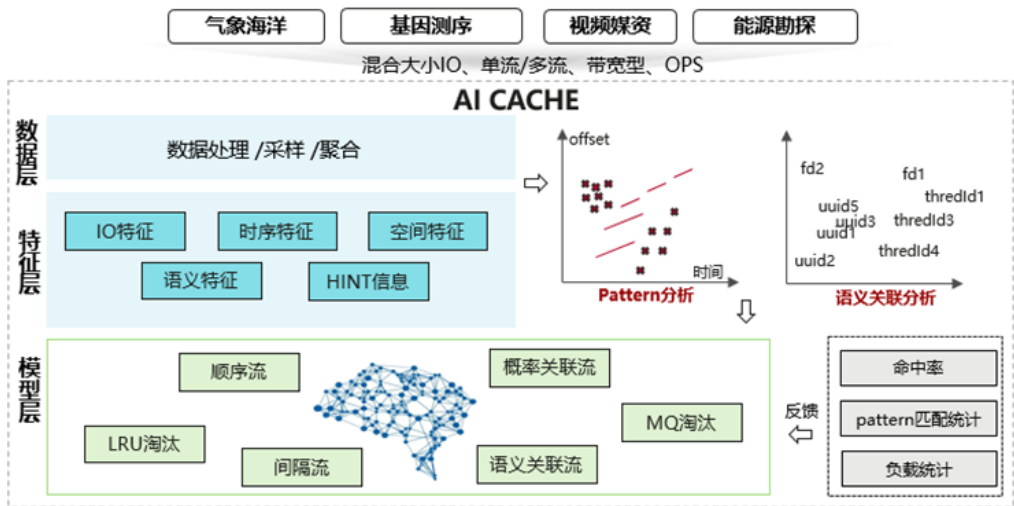 气象海洋
基因测序
视频媒资
能源勘探
混合大小IO、单流/多流、带宽型、OPS
AI CACHE
数据层
数据处理 /采样 /聚合
特征层
IO特征
时序特征
空间特征
语义特征
HINT信息
offset
时间
Pattern分析
fd2
fd1
thredId1
uuid5
uuid3
thredId3
uuid1
thredId4
uuid2
语义关联分析
模型层
顺序流
概率关联流
LRU淘汰
MQ淘汰
间隔流
语义关联流
反馈
命中率
pattern匹配统计
负载统计